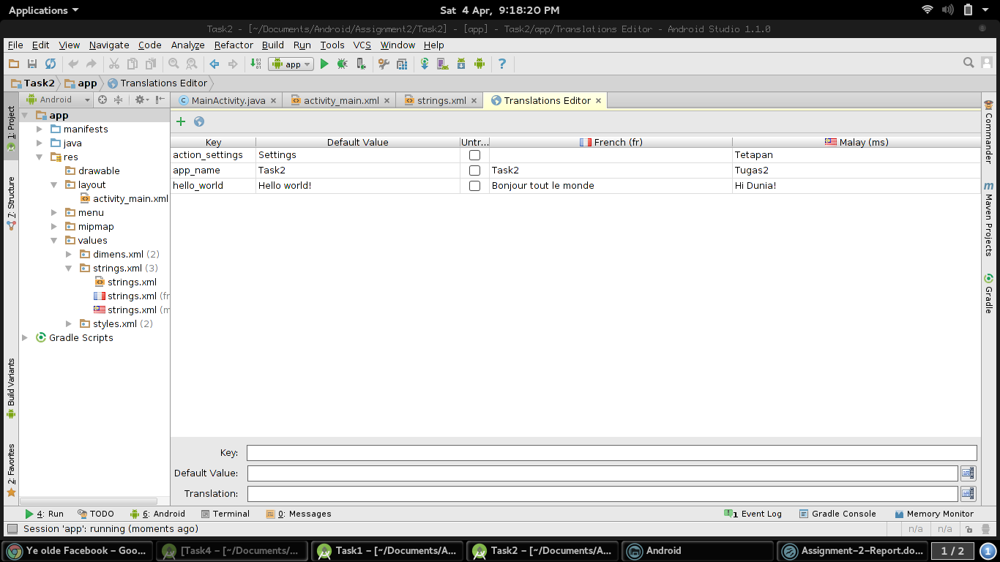 Applications Sat 4 Apr, 9:18:20 PM
Task2 - [~/Documents/Android/Assignment2/Task2] - [app] - Task2/app/Translations Editor - Android Studio 1.1.0
File Edit View Navigate Code Analyze Refactor Build Run Tools VCS Window Help
app
Task2 app Translations Editor
Android MainActivity.java activity_main.xml strings.xml Translations Editor
1: Project
7: Structure
Build Variants
2: Favorites
app
manifests
java
res
drawable
layout
activity_main.xml
menu
mipmap
values
dimens.xml (2)
strings.xml (3)
strings.xml
strings.xml (fr
strings.xml (m
styles.xml (2)
Gradle Scripts
Key Default Value Untr... French (fr) Malay (ms)
action_settings Settings Tetapan
app_name Task2 Task2 Tugas2
hello_world Hello world! Bonjour tout le monde Hi Dunia!
Key:
Default Value:
Translation:
Commander
m Maven Projects
Gradle
4: Run TODO 6: Android Terminal 0: Messages 1 Event Log Gradle Console Memory Monitor
Session 'app': running (moments ago) n/a n/a
Ye olde Facebook – Goo... [Task4 – [~/Documents/... Task1 – [~/Documents/A... Task2 – [~/Documents/A... Android Assignment-2-Report.do... 1 / 2 1